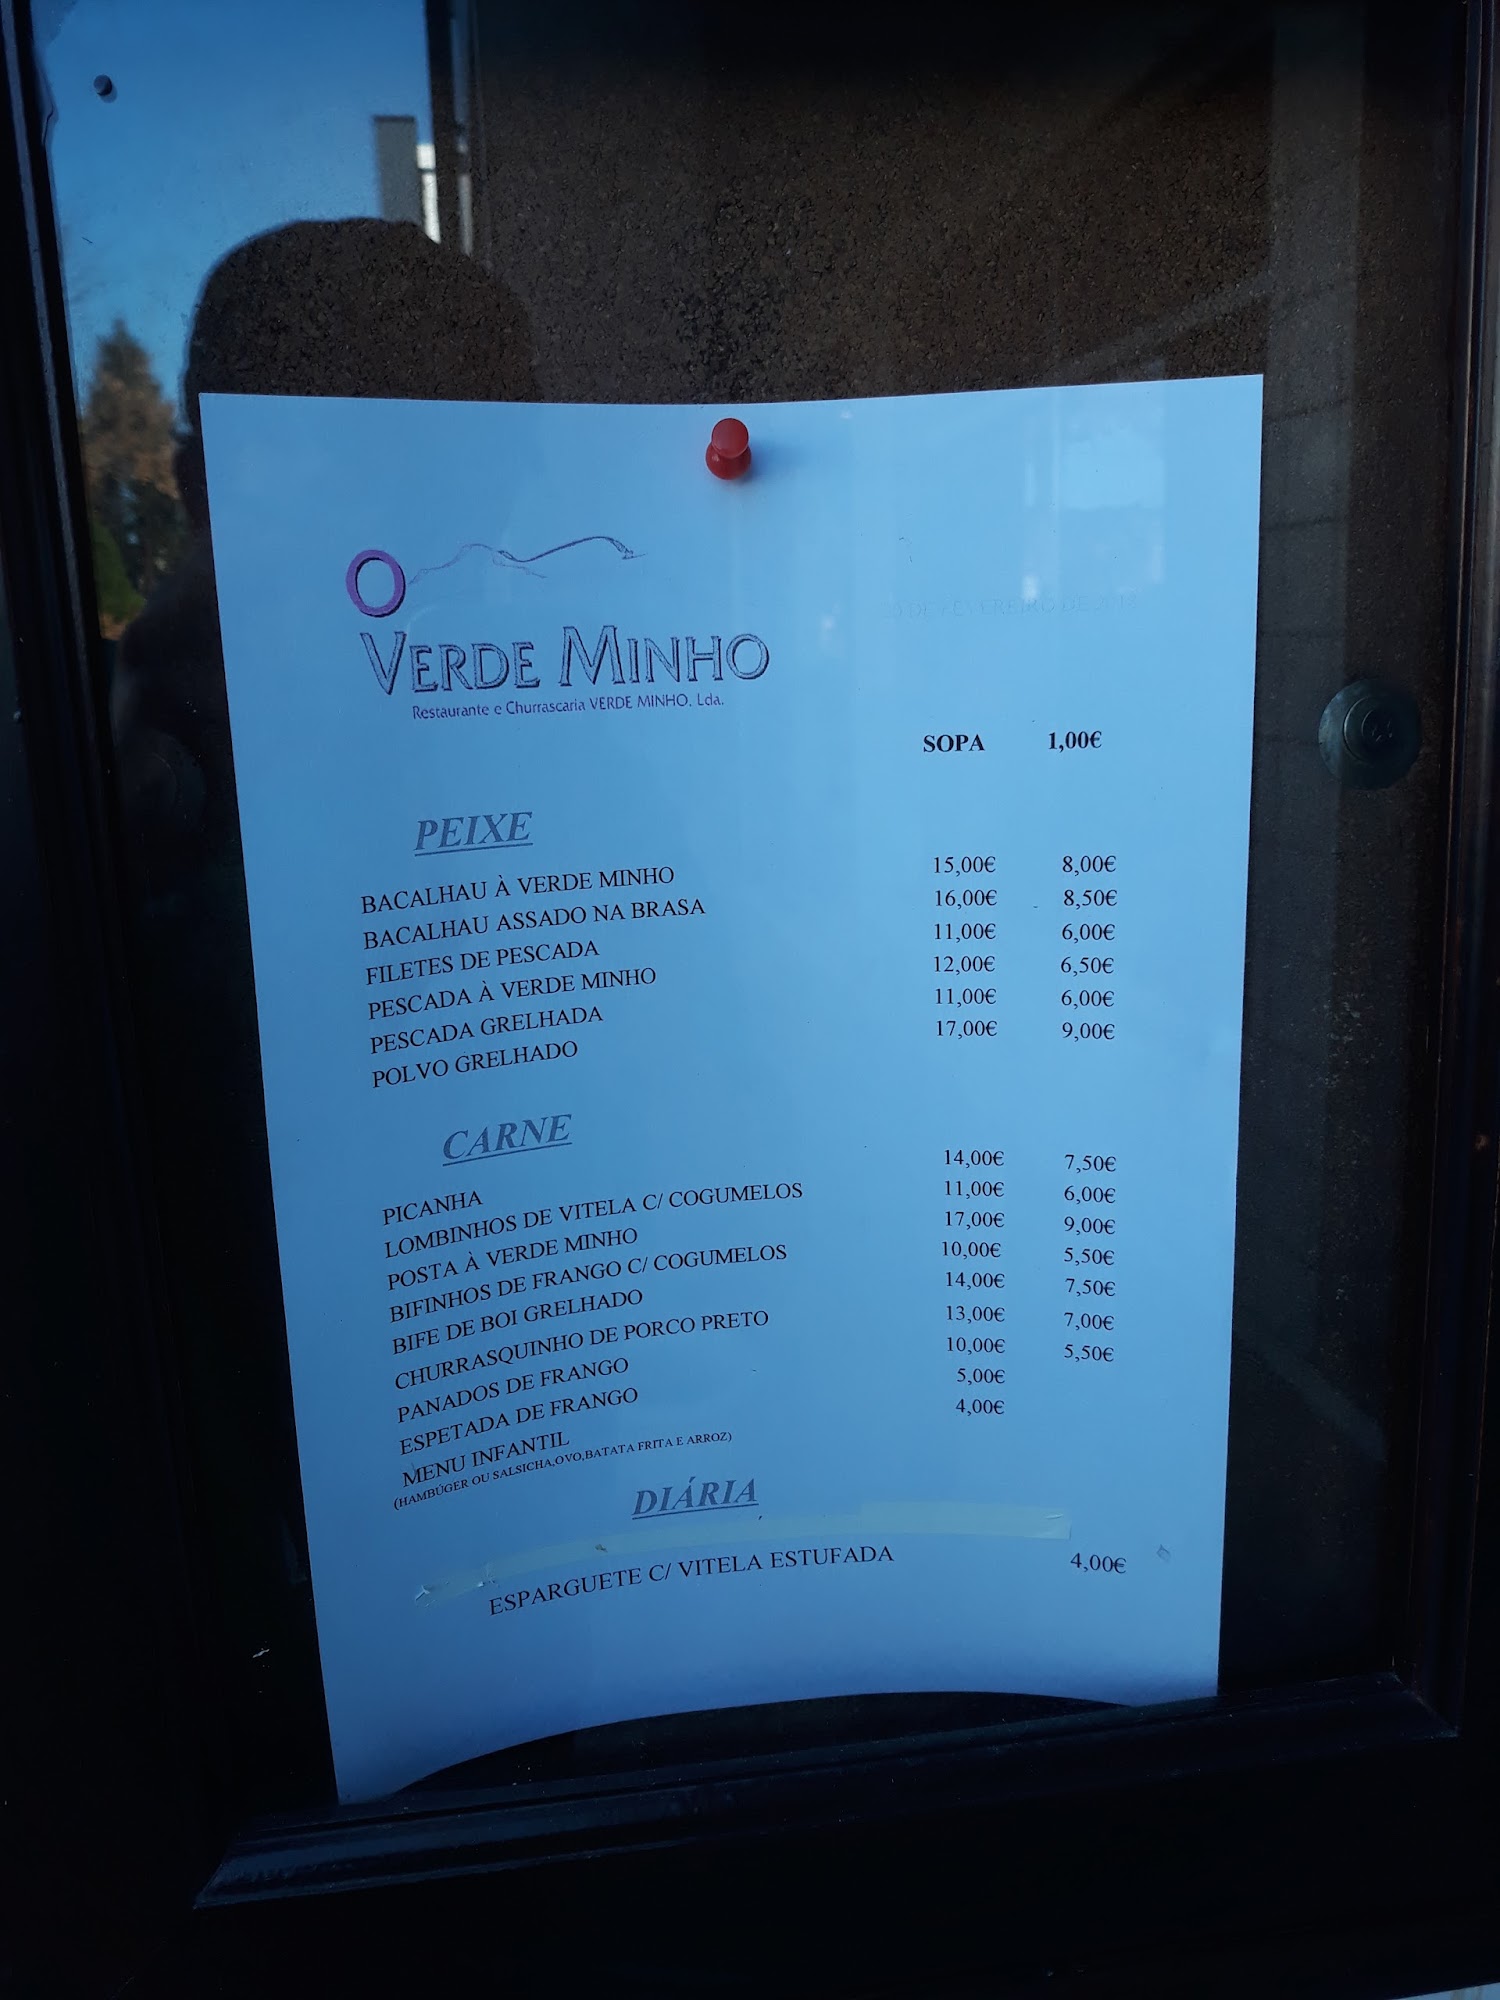 O
VERDE MINHO
Restaurante e Churrascaria VERDE MINHO, Lda.
DE FEVEREIRO DE
SOPA 1,00€
PEIXE
BACALHAU À VERDE MINHO 15,00€ 8,00€
BACALHAU ASSADO NA BRASA 16,00€ 8,50€
FILETES DE PESCADA 11,00€ 6,00€
PESCADA À VERDE MINHO 12,00€ 6,50€
PESCADA GRELHADA 11,00€ 6,00€
POLVO GRELHADO 17,00€ 9,00€
CARNE
PICANHA 14,00€ 7,50€
LOMBINHOS DE VITELA C/ COGUMELOS 11,00€ 6,00€
POSTA À VERDE MINHO 17,00€ 9,00€
BIFINHOS DE FRANGO C/ COGUMELOS 10,00€ 5,50€
BIFE DE BOI GRELHADO 14,00€ 7,50€
CHURRASQUINHO DE PORCO PRETO 13,00€ 7,00€
PANADOS DE FRANGO 10,00€ 5,50€
ESPETADA DE FRANGO 5,00€
MENU INFANTIL 4,00€
(HAMBÚGER OU SALSICHA,OVO,BATATA FRITA E ARROZ)
DIÁRIA
ESPARGUETE C/ VITELA ESTUFADA 4,00€